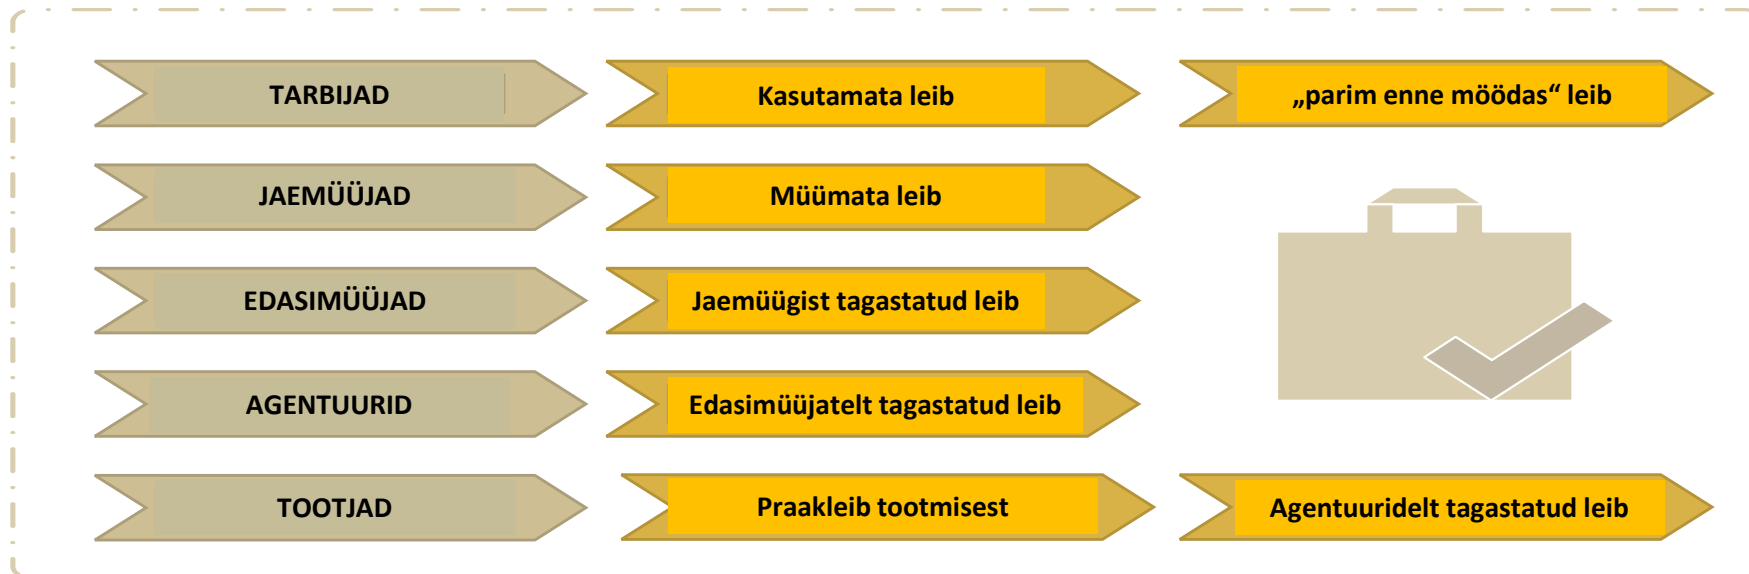 TARBIJAD
Kasutamata leib
„parim enne möödas“ leib
JAEMÜÜJAD
Müümata leib
EDASIMÜÜJAD
Jaemüügist tagastatud leib
AGENTUURID
Edasimüüjatelt tagastatud leib
TOOTJAD
Praakleib tootmisest
Agentuuridelt tagastatud leib